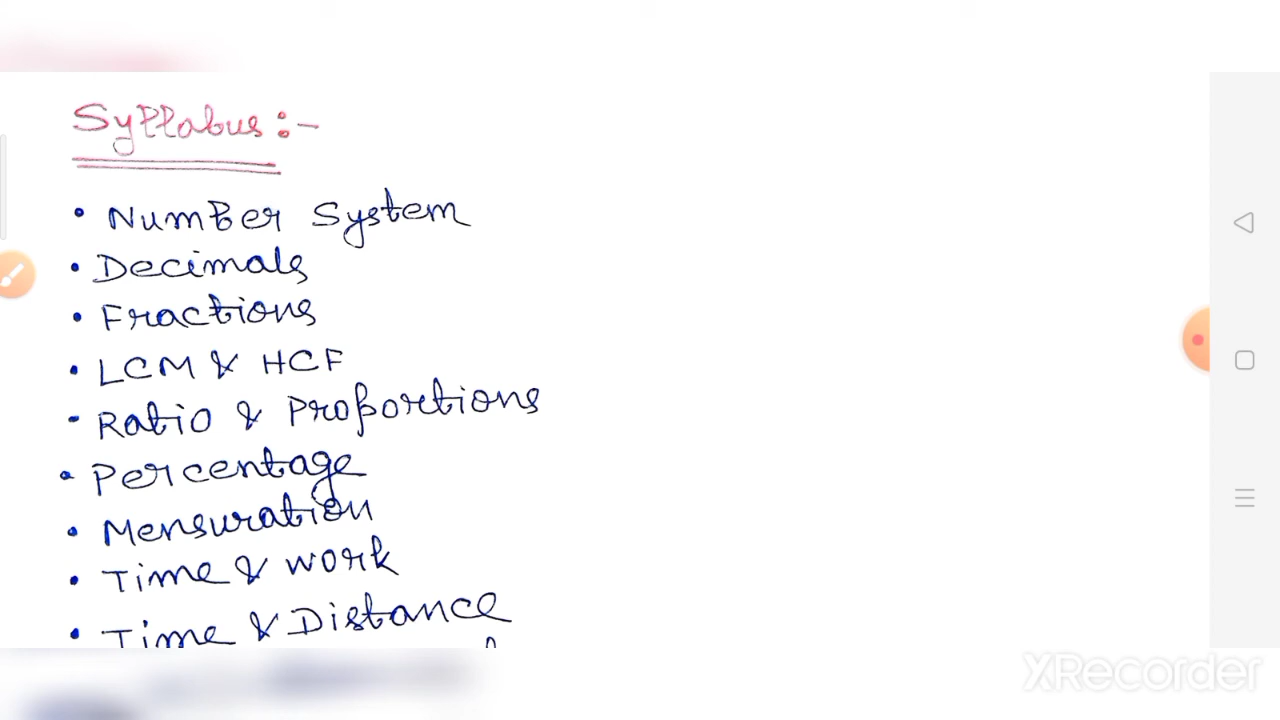 Syllabus :-
• Number System
• Decimals
• Fractions
• LCM & HCF
• Ratio & Proportions
• Percentage
• Mensuration
• Time & Work
• Time & Distance
XRecorder